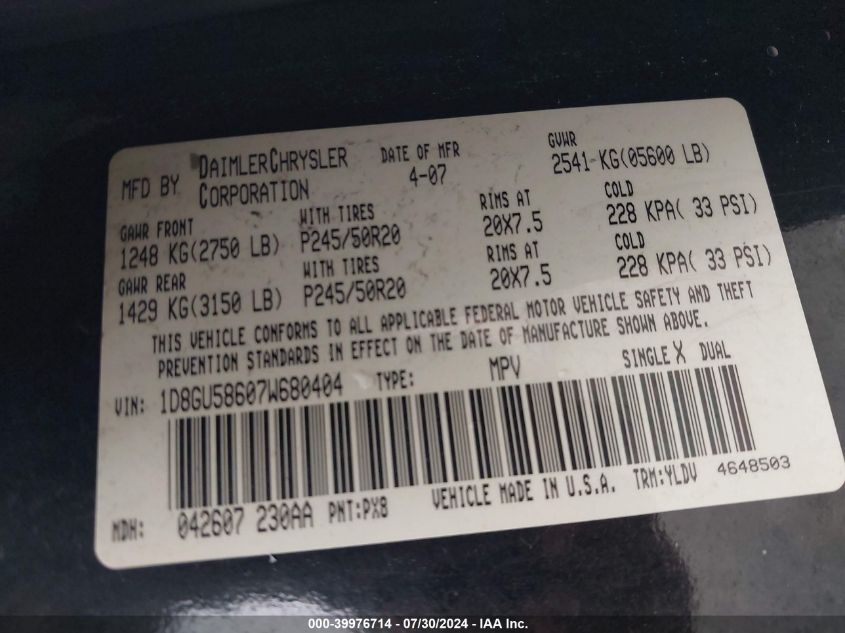 MFD BY DAIMLERCHRYSLER CORPORATION
DATE OF MFR 4-07
GVWR 2541 KG(05600 LB)
GAWR FRONT 1248 KG(2750 LB)
WITH TIRES P245/50R20
RIMS AT 20X7.5
COLD 228 KPA( 33 PSI)
GAWR REAR 1429 KG(3150 LB)
WITH TIRES P245/50R20
RIMS AT 20X7.5
COLD 228 KPA( 33 PSI)
THIS VEHICLE CONFORMS TO ALL APPLICABLE FEDERAL MOTOR VEHICLE SAFETY AND THEFT
PREVENTION STANDARDS IN EFFECT ON THE DATE OF MANUFACTURE SHOWN ABOVE.
VIN: 1D8GU58607W680404 TYPE: MPV SINGLE X DUAL
MDH: 042607 230AA PNT:PX8 VEHICLE MADE IN U.S.A. TRM:YLDV 4648503
000-39976714 - 07/30/2024 - IAA Inc.